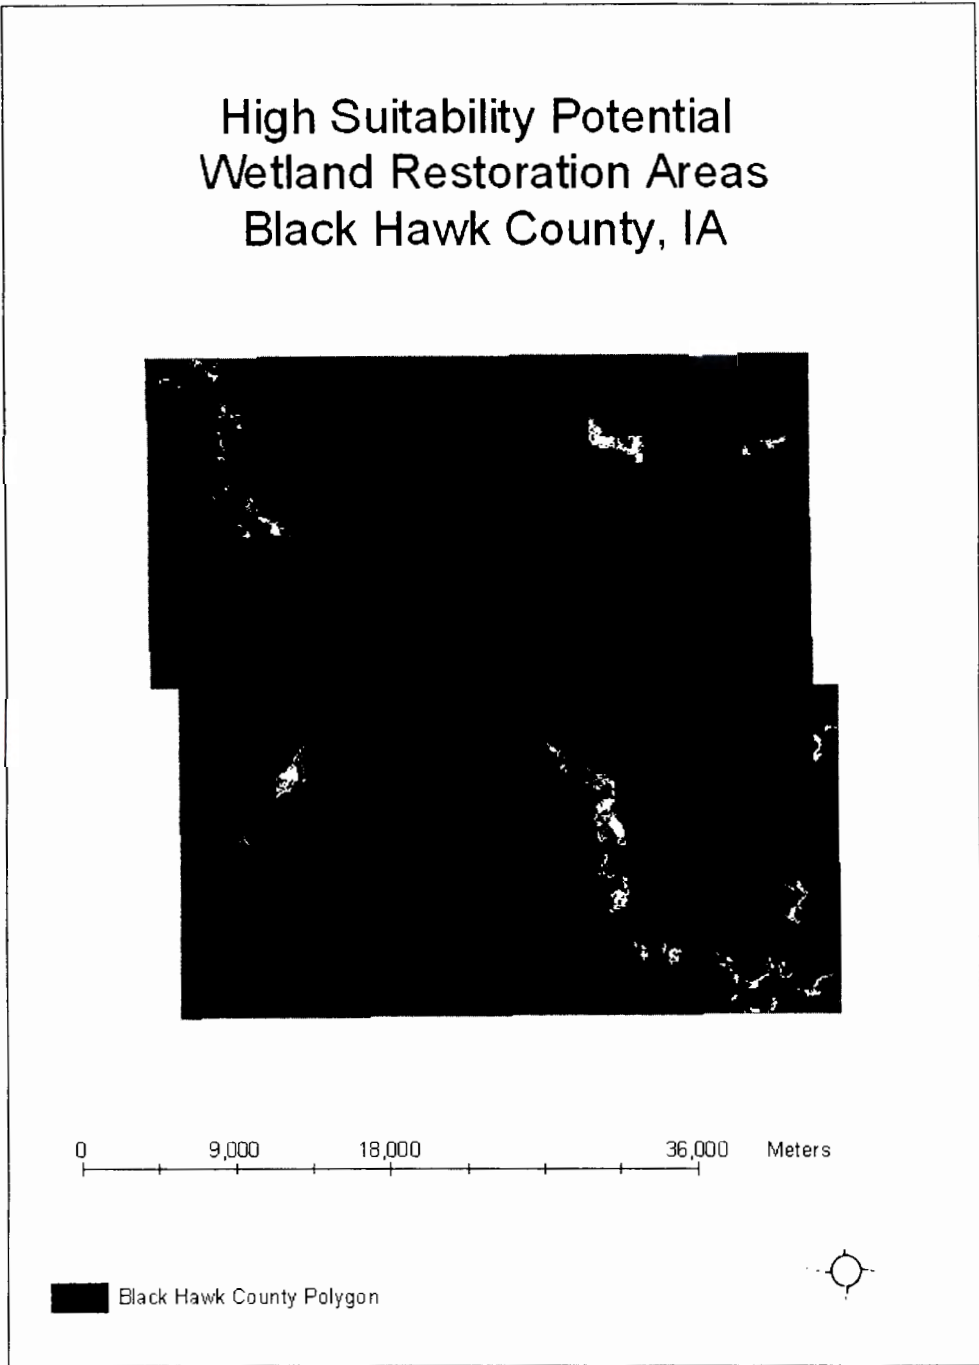 High Suitability Potential
Wetland Restoration Areas
Black Hawk County, IA
0 9,000 18,000 36,000 Meters
Black Hawk County Polygon